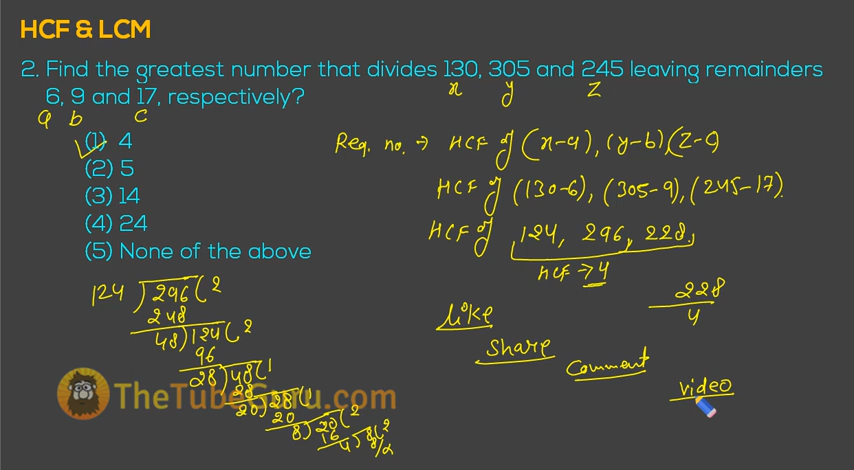 HCF & LCM
2. Find the greatest number that divides 130, 305 and 245 leaving remainders
x y z
6, 9 and 17, respectively?
a b c
(1) 4
(2) 5
(3) 14
(4) 24
(5) None of the above
Req. no. → HCF of (x-a), (y-b) (z-c)
HCF of (130-6), (305-9), (245-17).
HCF of 124, 296, 228,
HCF → 4
124 ) 296 ( 2
248
48 ) 124 ( 2
96
28 ) 48 ( 1
28
20 ) 28 ( 1
20
8 ) 20 ( 2
16
4 ) 8 ( 2
8
228
4
Like
Share
Comment
video
TheTubeGuru.com